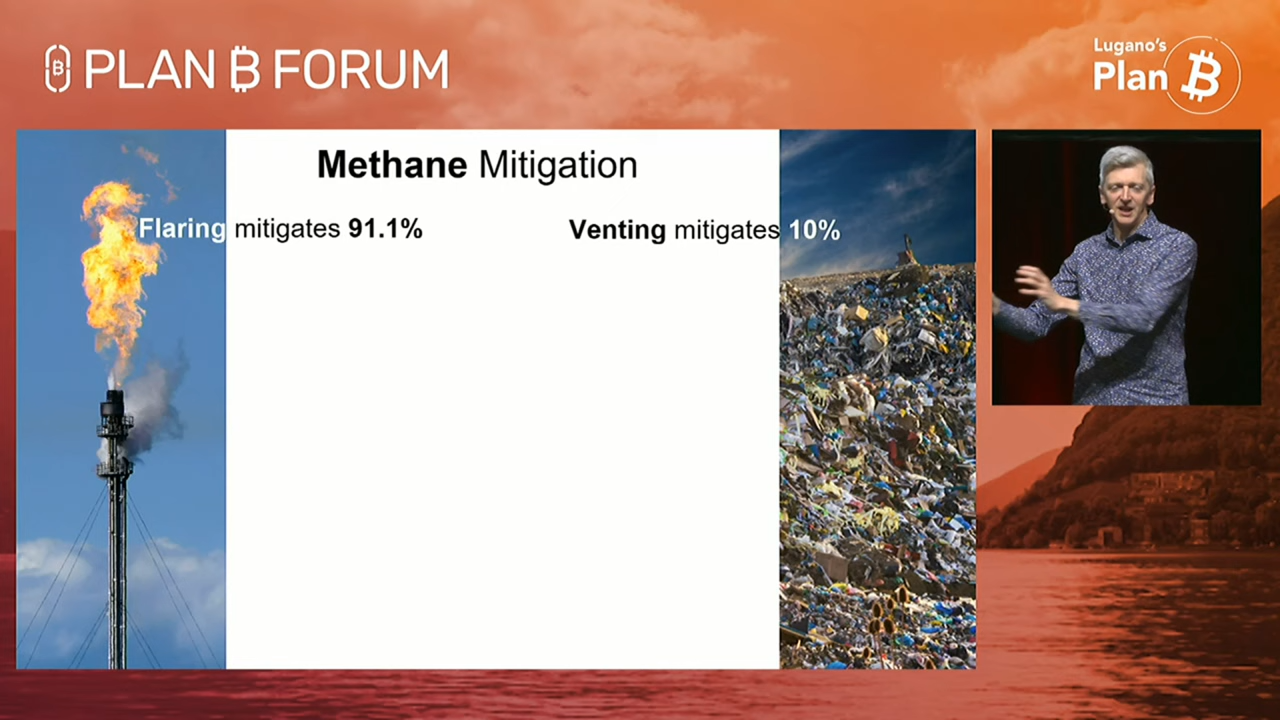 PLAN ₿ FORUM
Lugano's
Plan ₿
Methane Mitigation
Flaring mitigates 91.1%
Venting mitigates 10%